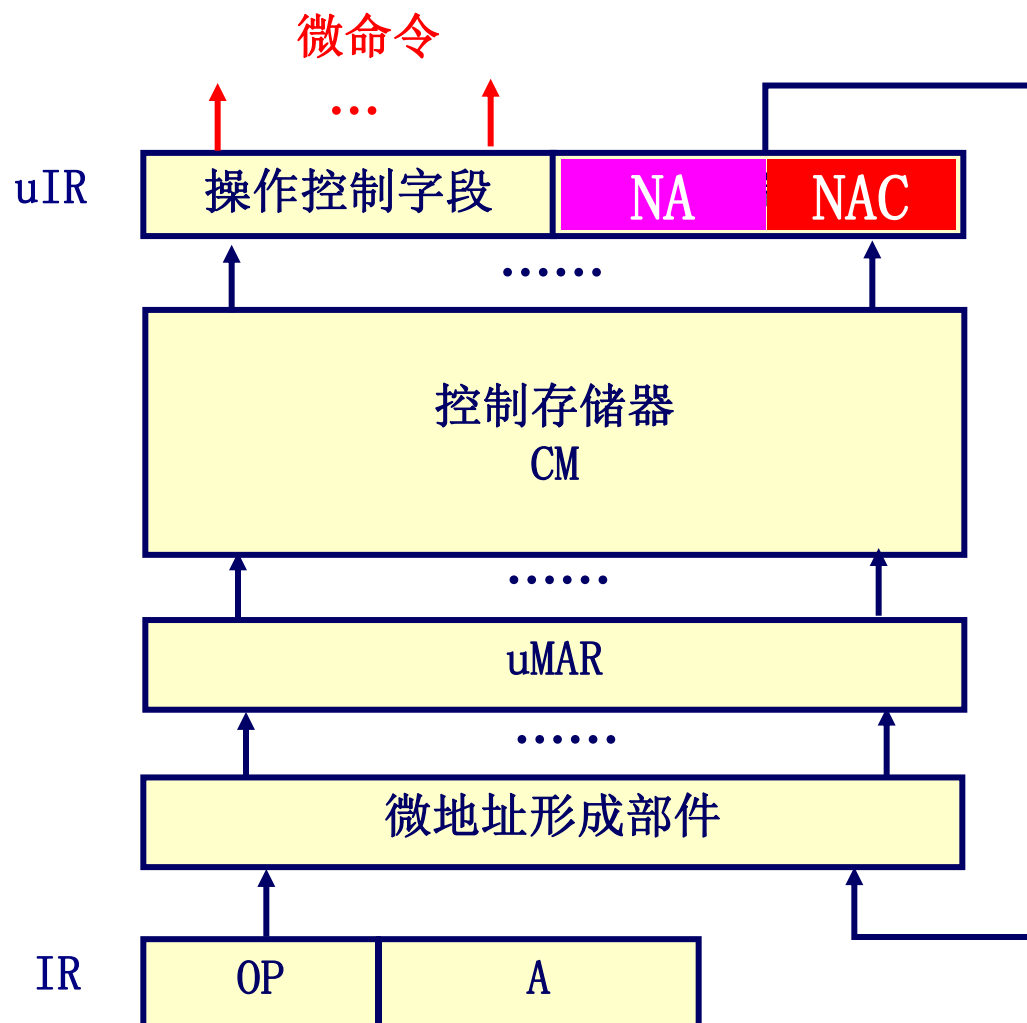 微命令
…
uIR 操作控制字段 NA NAC
……
控制存储器
CM
……
uMAR
……
微地址形成部件
IR OP A